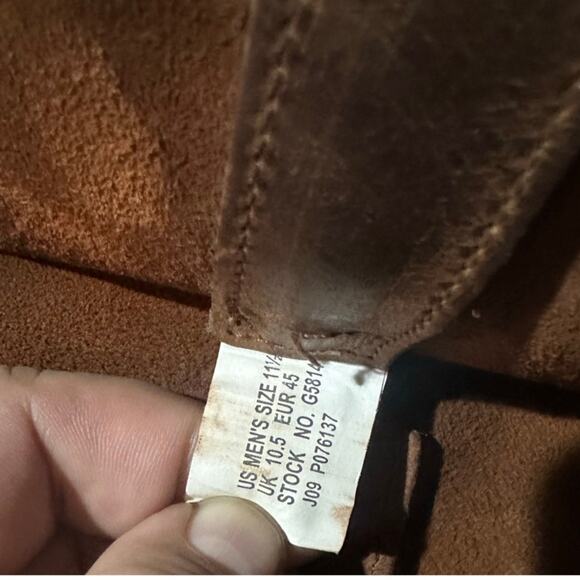 US MEN'S SIZE 11½
UK 10.5 EUR 45
STOCK NO. G5814
J09 P076137